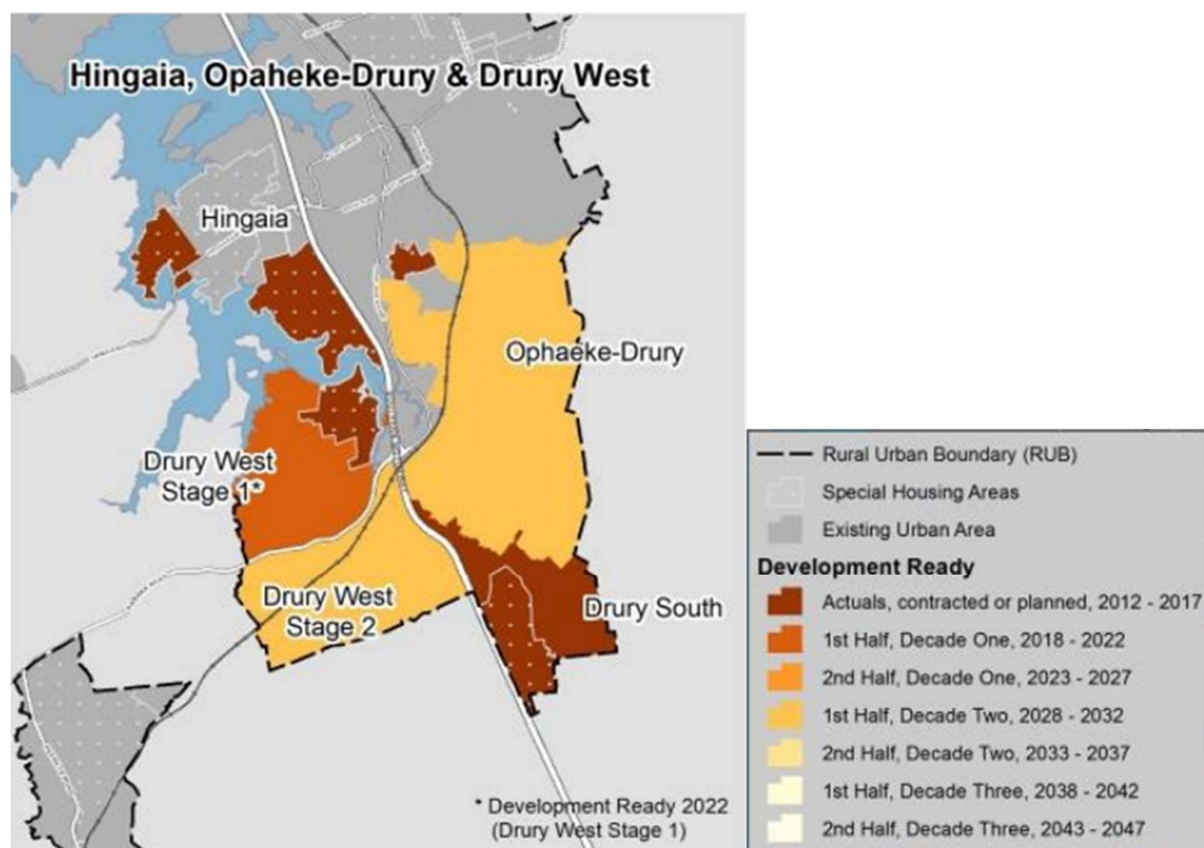 Hingaia, Opaheke-Drury & Drury West
Hingaia
Ophaeke-Drury
Drury West
Stage 1*
Drury West
Stage 2
Drury South
* Development Ready 2022
(Drury West Stage 1)
Rural Urban Boundary (RUB)
Special Housing Areas
Existing Urban Area
Development Ready
Actuals, contracted or planned, 2012 - 2017
1st Half, Decade One, 2018 - 2022
2nd Half, Decade One, 2023 - 2027
1st Half, Decade Two, 2028 - 2032
2nd Half, Decade Two, 2033 - 2037
1st Half, Decade Three, 2038 - 2042
2nd Half, Decade Three, 2043 - 2047